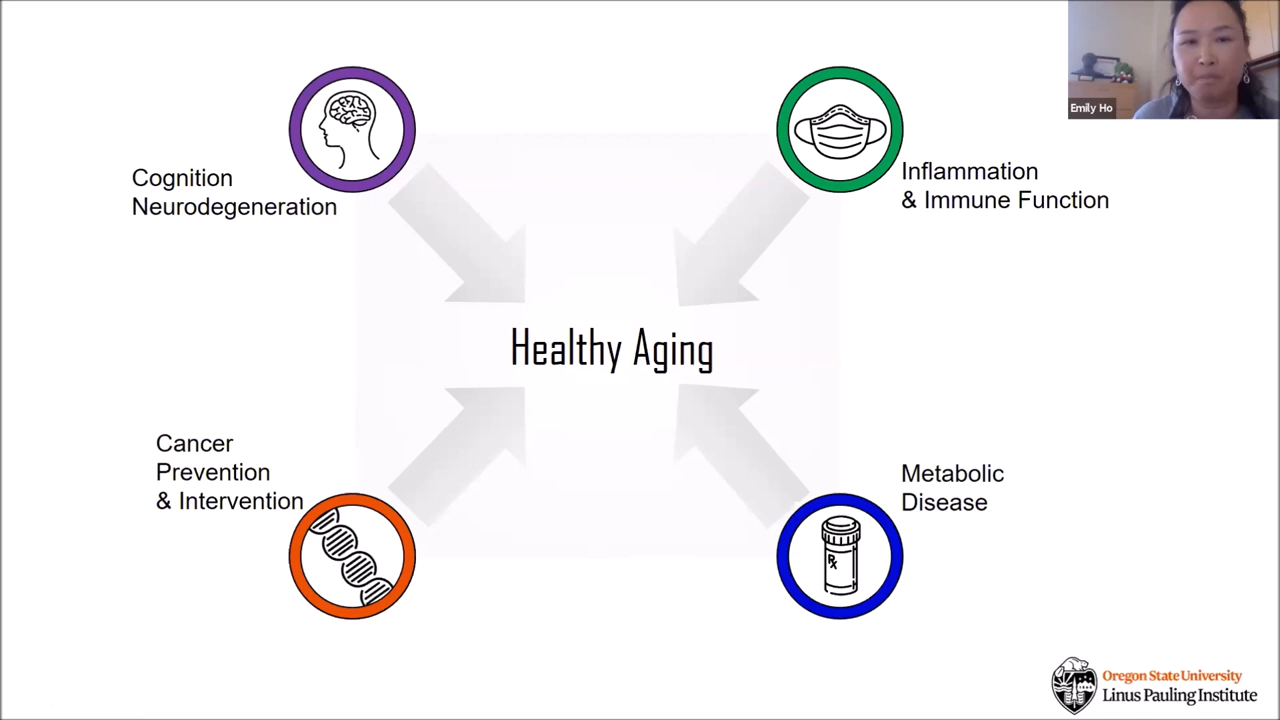 Emily Ho
Cognition
Neurodegeneration
Inflammation
& Immune Function
Healthy Aging
Cancer
Prevention
& Intervention
Metabolic
Disease
Rx
Oregon State University
Linus Pauling Institute